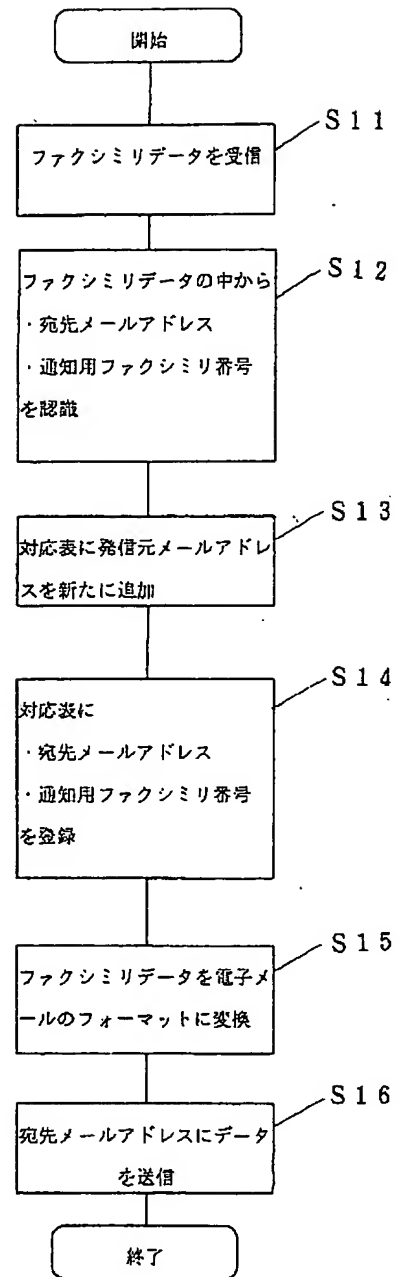 開始
S11
ファクシミリデータを受信
S12
ファクシミリデータの中から
・宛先メールアドレス
・通知用ファクシミリ番号
を認識
S13
対応表に発信元メールアドレ
スを新たに追加
S14
対応表に
・宛先メールアドレス
・通知用ファクシミリ番号
を登録
S15
ファクシミリデータを電子メ
ールのフォーマットに変換
S16
宛先メールアドレスにデータ
を送信
終了